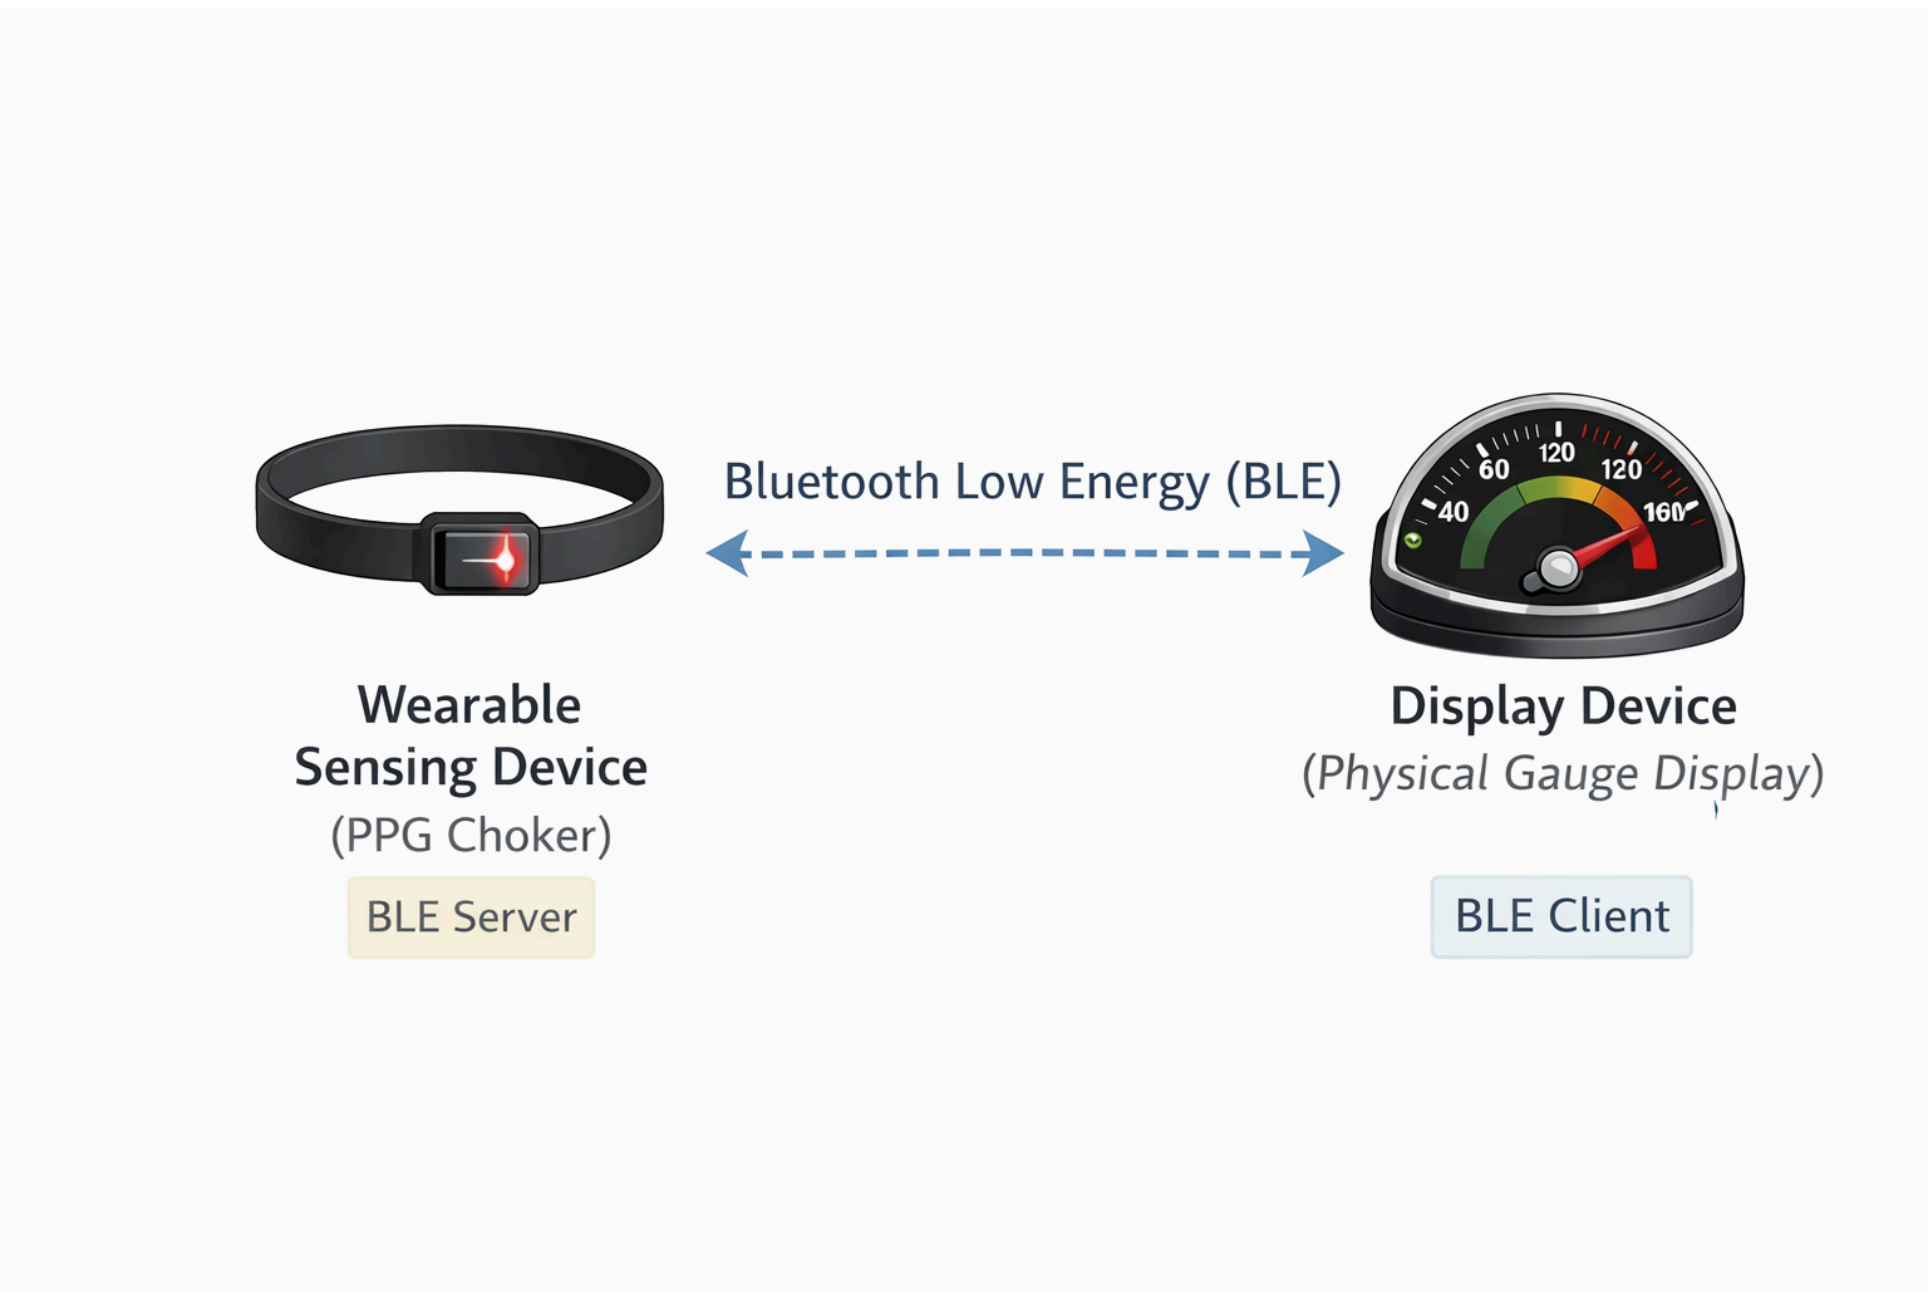 Bluetooth Low Energy (BLE)
40
60
120
120
160
Wearable
Sensing Device
(PPG Choker)
BLE Server
Display Device
(Physical Gauge Display)
BLE Client